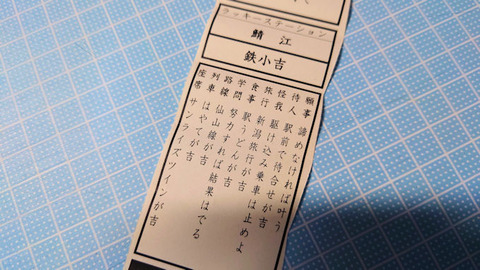 ラッキーステーション
鯖江
鉄小吉
願事 諦めなければ叶う
待人 駅前で待合せが吉
怪我 駆け込み乗車は止めよ
旅行 新潟旅行が吉
食事 駅うどんが吉
学問 努力すれば結果はでる
路線 仙山線が吉
列車 はやてが吉
座席 サンライズツインが吉